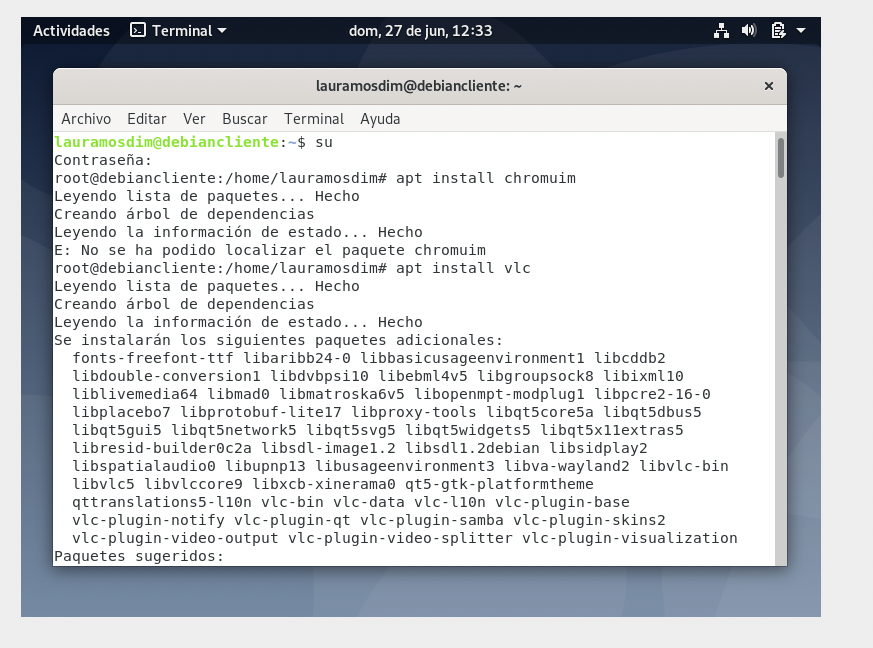 Actividades Terminal dom, 27 de jun, 12:33
lauramosdim@debiancliente: ~
Archivo Editar Ver Buscar Terminal Ayuda
lauramosdim@debiancliente:~$ su
Contraseña:
root@debiancliente:/home/lauramosdim# apt install chromuim
Leyendo lista de paquetes... Hecho
Creando árbol de dependencias
Leyendo la información de estado... Hecho
E: No se ha podido localizar el paquete chromuim
root@debiancliente:/home/lauramosdim# apt install vlc
Leyendo lista de paquetes... Hecho
Creando árbol de dependencias
Leyendo la información de estado... Hecho
Se instalarán los siguientes paquetes adicionales:
fonts-freefont-ttf libaribb24-0 libbasicusageenvironment1 libcddb2
libdouble-conversion1 libdvbpsi10 libebml4v5 libgroupsock8 libixml10
liblivemedia64 libmad0 libmatroska6v5 libopenmpt-modplug1 libpcre2-16-0
libplacebo7 libprotobuf-lite17 libproxy-tools libqt5core5a libqt5dbus5
libqt5gui5 libqt5network5 libqt5svg5 libqt5widgets5 libqt5x11extras5
libresid-builder0c2a libsdl-image1.2 libsdl1.2debian libsidplay2
libspatialaudio0 libupnp13 libusageenvironment3 libva-wayland2 libvlc-bin
libvlc5 libvlccore9 libxcb-xinerama0 qt5-gtk-platformtheme
qttranslations5-l10n vlc-bin vlc-data vlc-l10n vlc-plugin-base
vlc-plugin-notify vlc-plugin-qt vlc-plugin-samba vlc-plugin-skins2
vlc-plugin-video-output vlc-plugin-video-splitter vlc-plugin-visualization
Paquetes sugeridos: